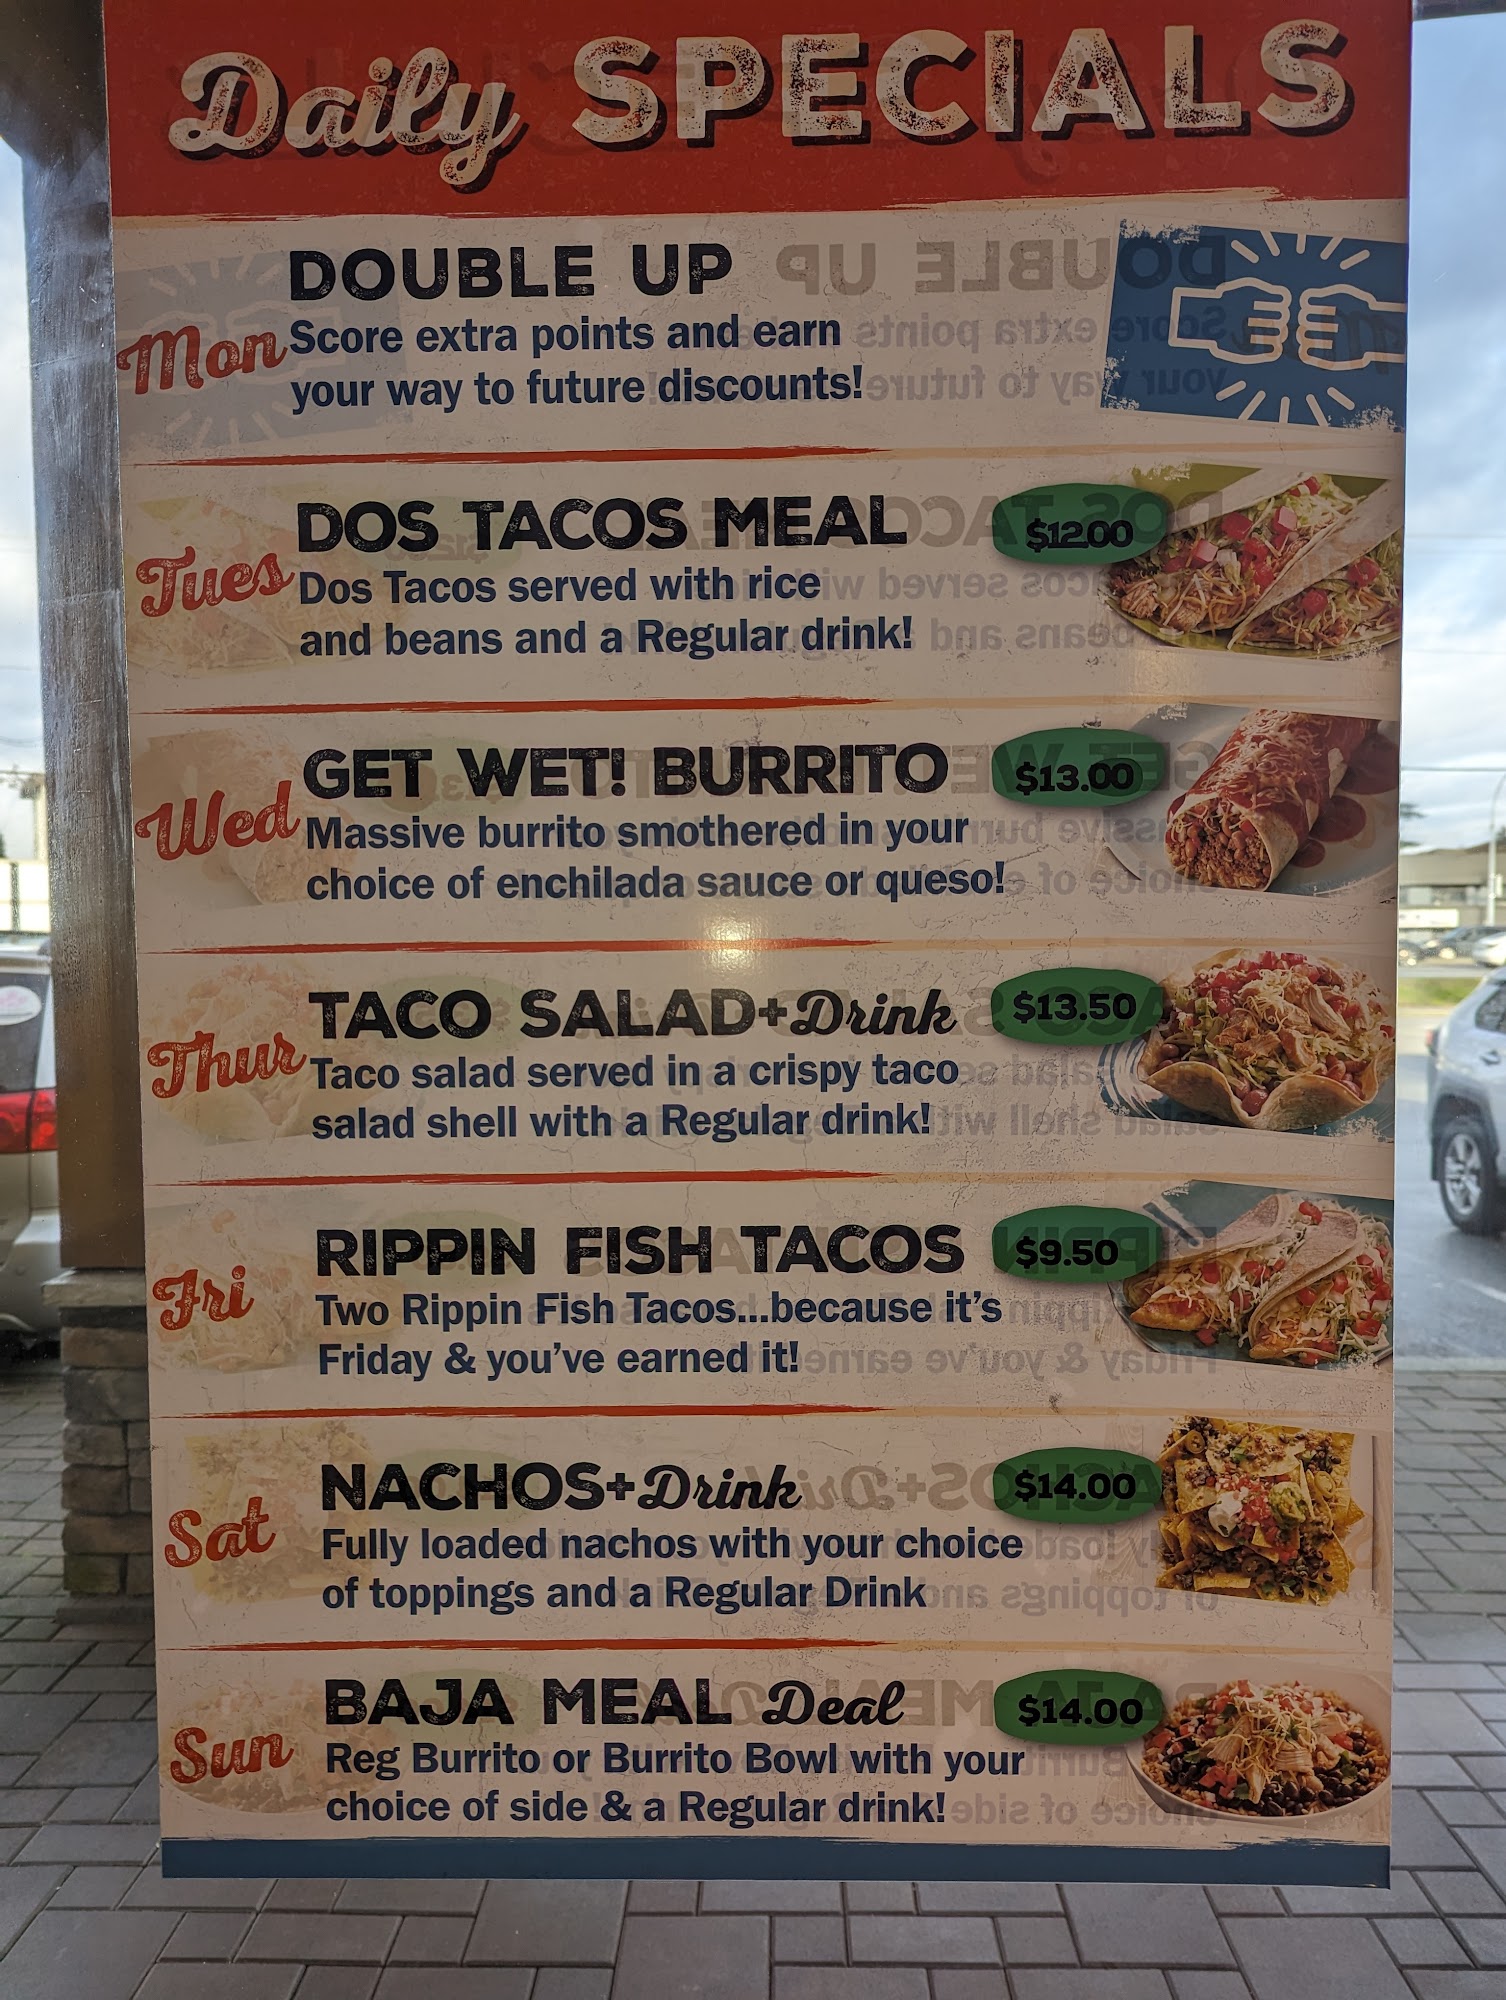 Daily SPECIALS
Mon
DOUBLE UP
Score extra points and earn
your way to future discounts!
Tues
DOS TACOS MEAL
$12.00
Dos Tacos served with rice
and beans and a Regular drink!
Wed
GET WET! BURRITO
$13.00
Massive burrito smothered in your
choice of enchilada sauce or queso!
Thur
TACO SALAD+Drink
$13.50
Taco salad served in a crispy taco
salad shell with a Regular drink!
Fri
RIPPIN FISH TACOS
$9.50
Two Rippin Fish Tacos...because it's
Friday & you've earned it!
Sat
NACHOS+Drink
$14.00
Fully loaded nachos with your choice
of toppings and a Regular Drink
Sun
BAJA MEAL Deal
$14.00
Reg Burrito or Burrito Bowl with your
choice of side & a Regular drink!